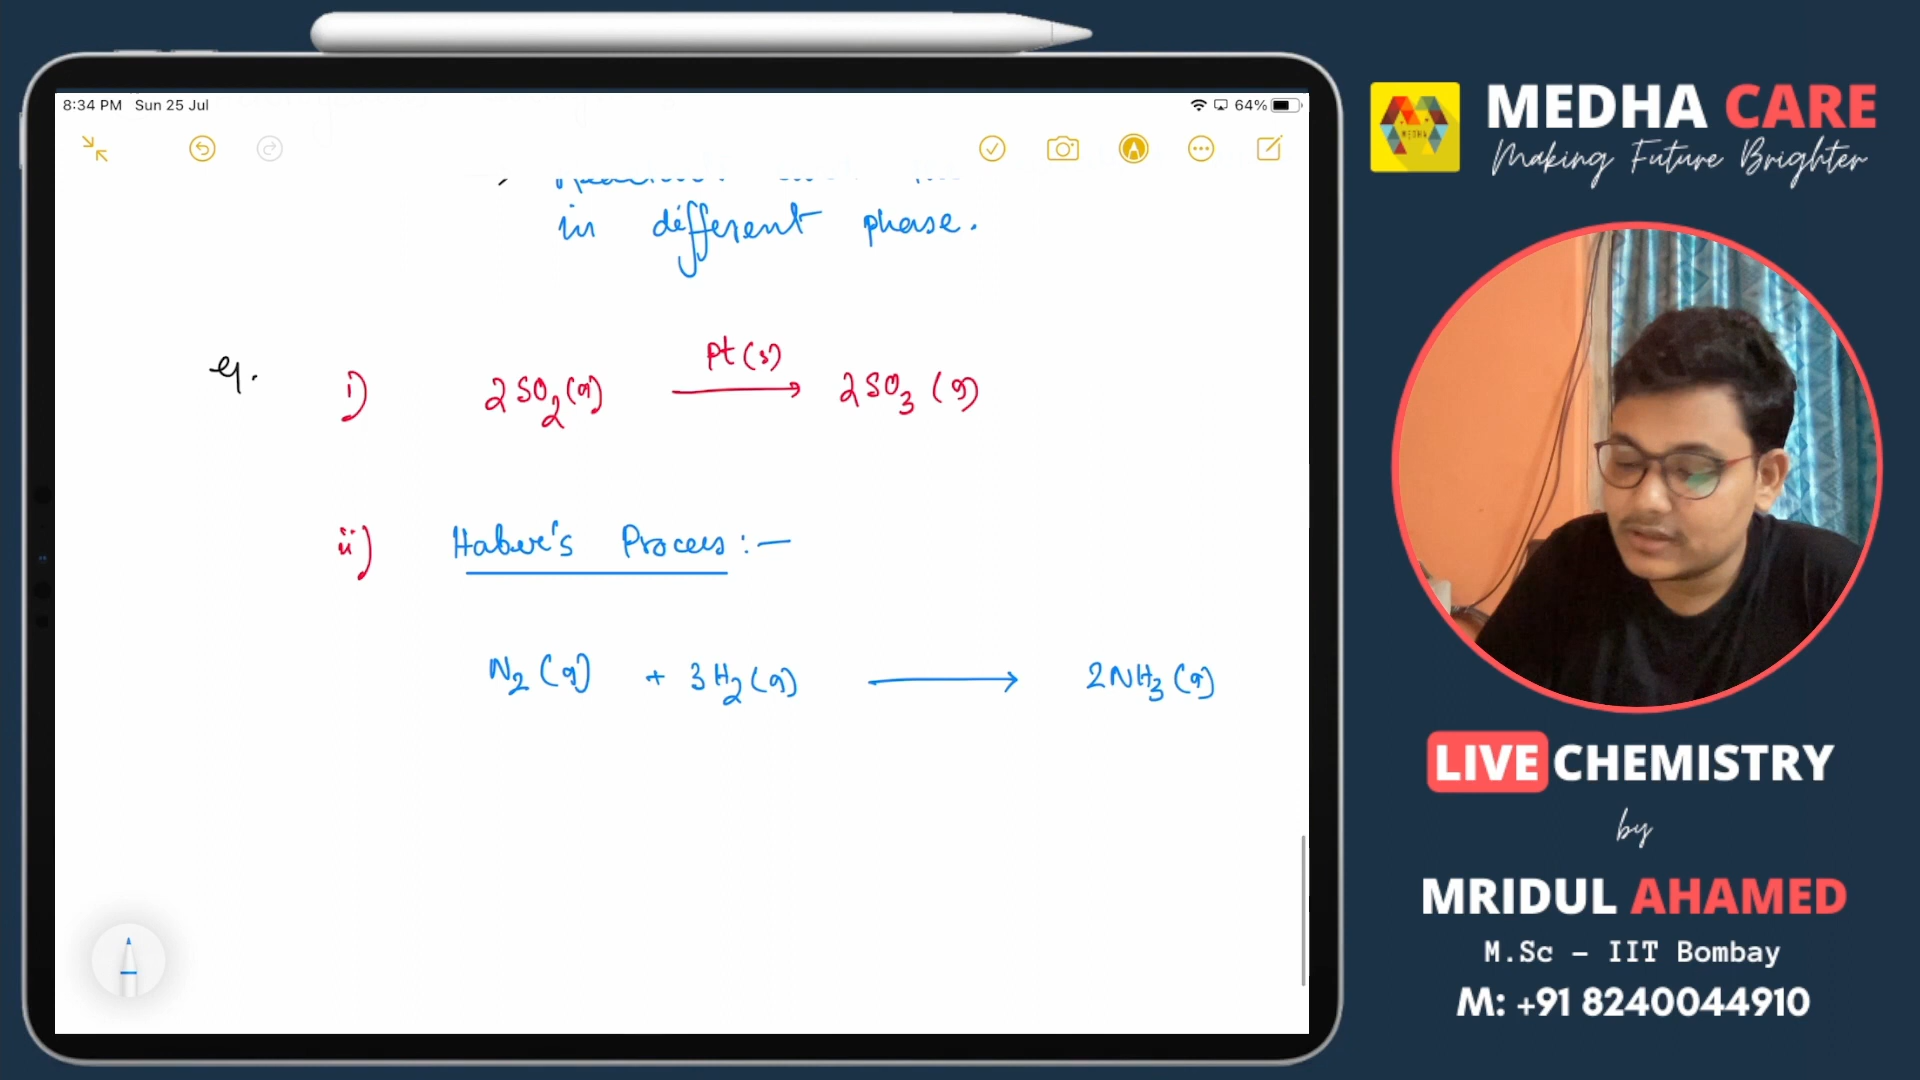 8:34 PM Sun 25 Jul
64%
in different phase.
eg.
i) 2SO2(g) Pt(s) 2SO3 (g)
ii) Haber's Process :-
N2 (g) + 3H2 (g) → 2NH3 (g)
MEDHA CARE
Making Future Brighter
MEDHA
LIVE CHEMISTRY
by
MRIDUL AHAMED
M.Sc - IIT Bombay
M: +91 8240044910